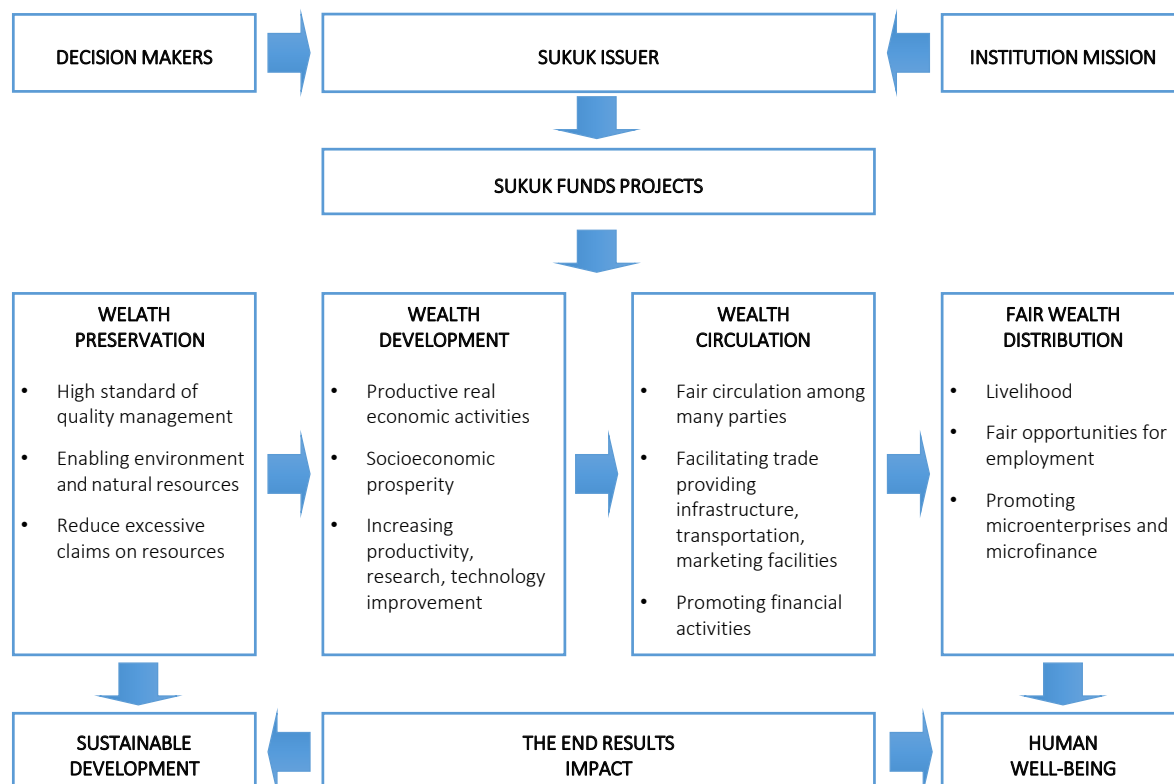 DECISION MAKERS
SUKUK ISSUER
INSTITUTION MISSION
SUKUK FUNDS PROJECTS
WELATH
PRESERVATION
• High standard of
quality management
• Enabling environment
and natural resources
• Reduce excessive
claims on resources
WEALTH
DEVELOPMENT
• Productive real
economic activities
• Socioeconomic
prosperity
• Increasing
productivity,
research, technology
improvement
WEALTH
CIRCULATION
• Fair circulation among
many parties
• Facilitating trade
providing
infrastructure,
transportation,
marketing facilities
• Promoting financial
activities
FAIR WEALTH
DISTRIBUTION
• Livelihood
• Fair opportunities for
employment
• Promoting
microenterprises and
microfinance
SUSTAINABLE
DEVELOPMENT
THE END RESULTS
IMPACT
HUMAN
WELL-BEING